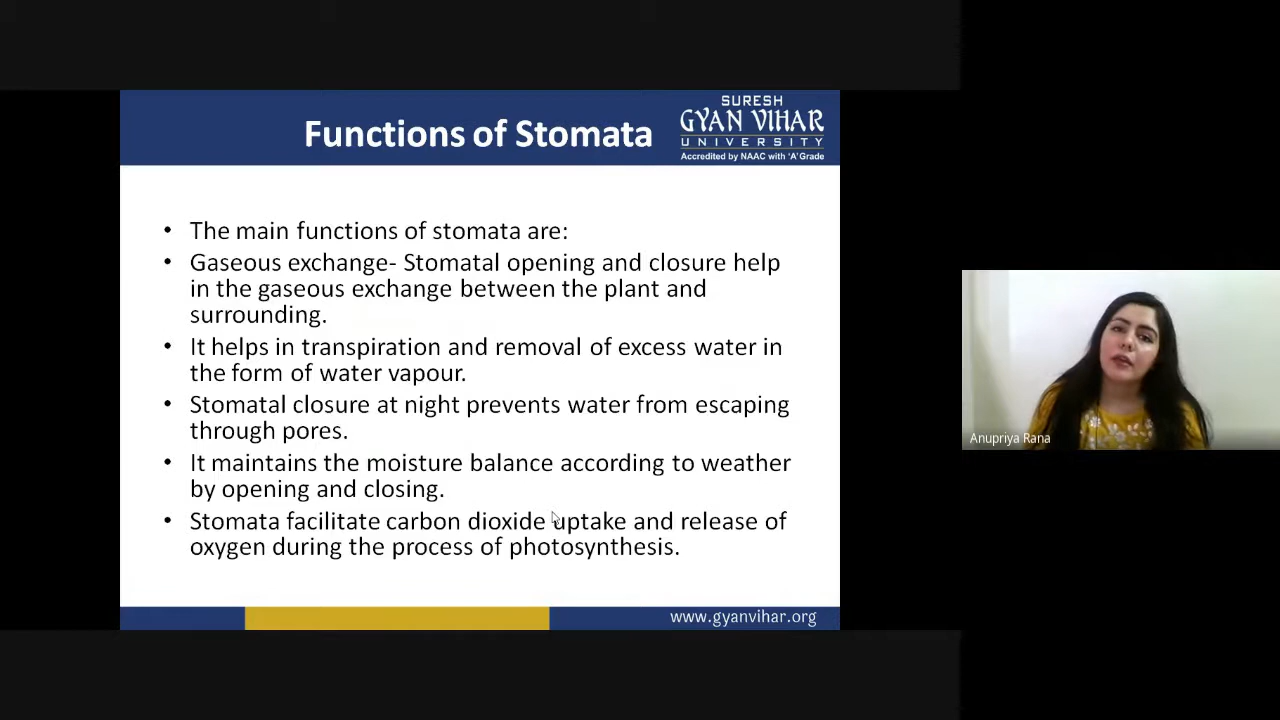 Functions of Stomata
SURESH
GYAN VIHAR
UNIVERSITY
Accredited by NAAC with 'A' Grade
• The main functions of stomata are:
• Gaseous exchange- Stomatal opening and closure help
in the gaseous exchange between the plant and
surrounding.
• It helps in transpiration and removal of excess water in
the form of water vapour.
• Stomatal closure at night prevents water from escaping
through pores.
• It maintains the moisture balance according to weather
by opening and closing.
• Stomata facilitate carbon dioxide uptake and release of
oxygen during the process of photosynthesis.
www.gyanvihar.org
Anupriya Rana